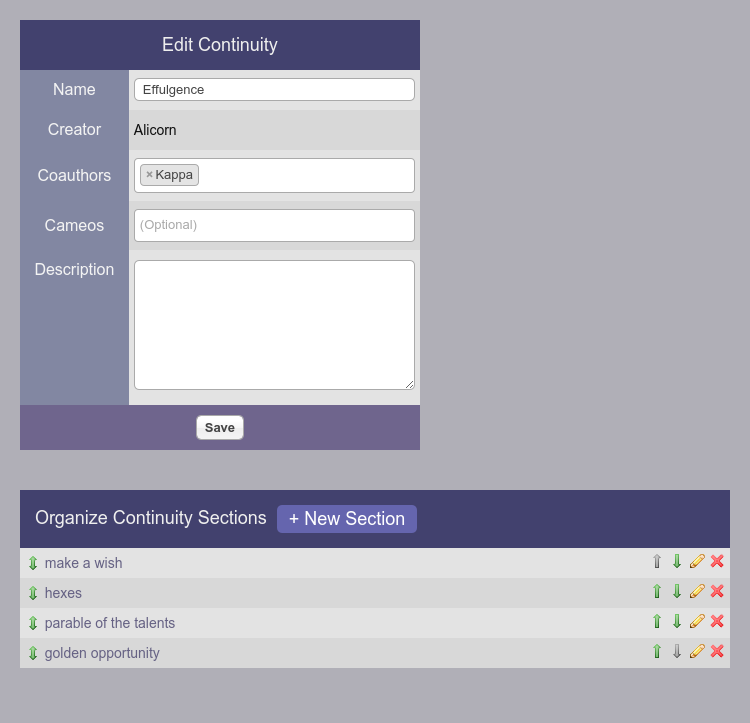 Edit Continuity
Name Effulgence
Creator Alicorn
Coauthors × Kappa
Cameos (Optional)
Description
Save
Organize Continuity Sections + New Section
make a wish
hexes
parable of the talents
golden opportunity